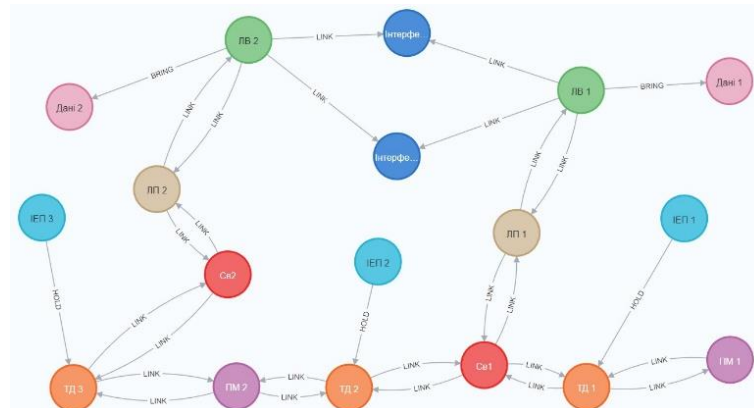 ЛВ 2
LINK
Інтерфе...
LINK
BRING
LINK
ЛВ 1
BRING
Дані 1
Дані 2
LINK
LINK
LINK
Інтерфе...
LINK
LINK
LINK
ЛП 2
ІЕП 3
LINK
LINK
ЛП 1
ІЕП 1
ІЕП 2
Св2
LINK
LINK
HOLD
LINK
LINK
HOLD
HOLD
Св1
ПМ 1
LINK
LINK
LINK
LINK
LINK
LINK
ТД 3
ПМ 2
ТД 2
ТД 1
LINK
LINK
LINK
LINK
LINK